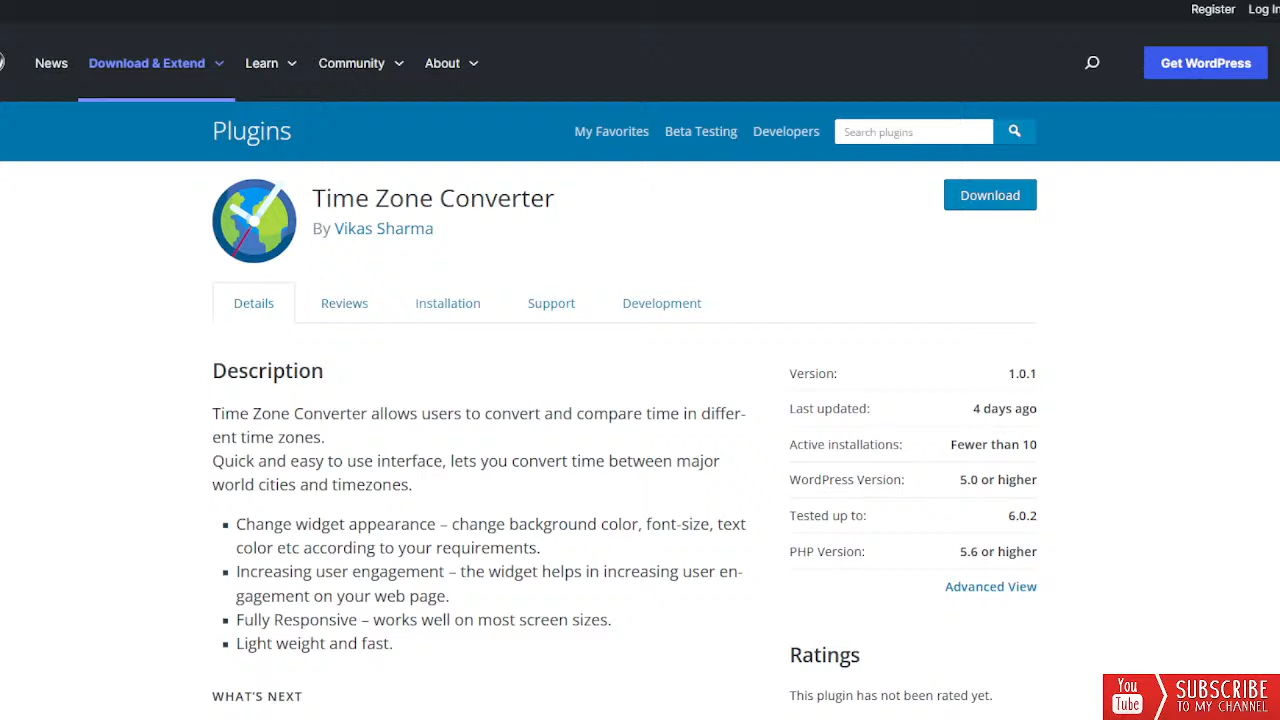 Register Log In
News Download & Extend Learn Community About Get WordPress
Plugins My Favorites Beta Testing Developers Search plugins
Time Zone Converter
Download
By Vikas Sharma
Details Reviews Installation Support Development
Description
Time Zone Converter allows users to convert and compare time in differ-
ent time zones.
Quick and easy to use interface, lets you convert time between major
world cities and timezones.
▪ Change widget appearance – change background color, font-size, text
color etc according to your requirements.
▪ Increasing user engagement – the widget helps in increasing user en-
gagement on your web page.
▪ Fully Responsive – works well on most screen sizes.
▪ Light weight and fast.
WHAT'S NEXT
Version: 1.0.1
Last updated: 4 days ago
Active installations: Fewer than 10
WordPress Version: 5.0 or higher
Tested up to: 6.0.2
PHP Version: 5.6 or higher
Advanced View
Ratings
This plugin has not been rated yet.
You
Tube
SUBSCRIBE
TO MY CHANNEL